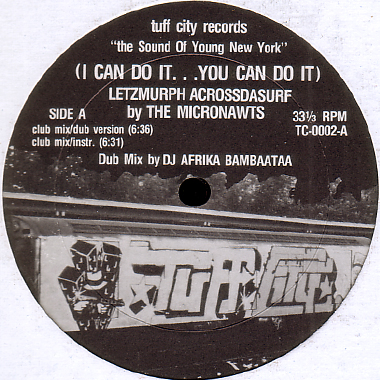 tuff city records
"the Sound Of Young New York"
(I CAN DO IT. . .YOU CAN DO IT)
LETZMURPH ACROSSDASURF
by THE MICRONAWTS
SIDE A
33⅓ RPM
club mix/dub version (6:36)
TC-0002-A
club mix/instr. (6:31)
Dub Mix by DJ AFRIKA BAMBAATAA
Tuff City